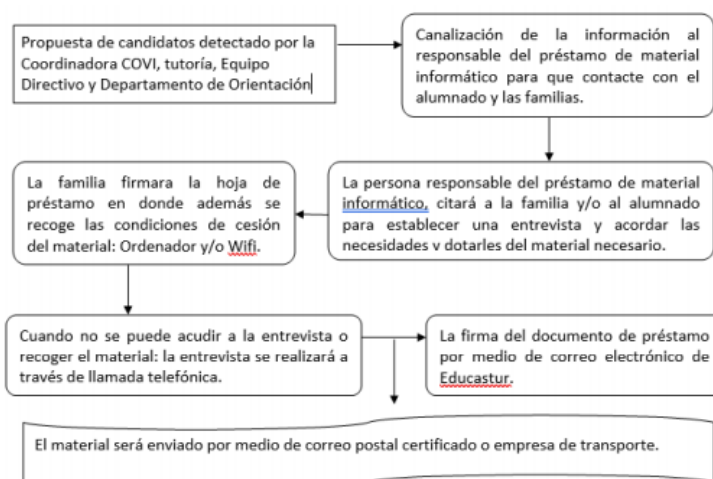 Propuesta de candidatos detectado por la
Coordinadora COVI, tutoría, Equipo
Directivo y Departamento de Orientación
Canalización de la información al
responsable del préstamo de material
informático para que contacte con el
alumnado y las familias.
La persona responsable del préstamo de material
informático, citará a la familia y/o al alumnado
para establecer una entrevista y acordar las
necesidades y dotarles del material necesario.
La familia firmara la hoja de
préstamo en donde además se
recoge las condiciones de cesión
del material: Ordenador y/o Wifi.
Cuando no se puede acudir a la entrevista o
recoger el material: la entrevista se realizará a
través de llamada telefónica.
La firma del documento de préstamo
por medio de correo electrónico de
Educastur.
El material será enviado por medio de correo postal certificado o empresa de transporte.